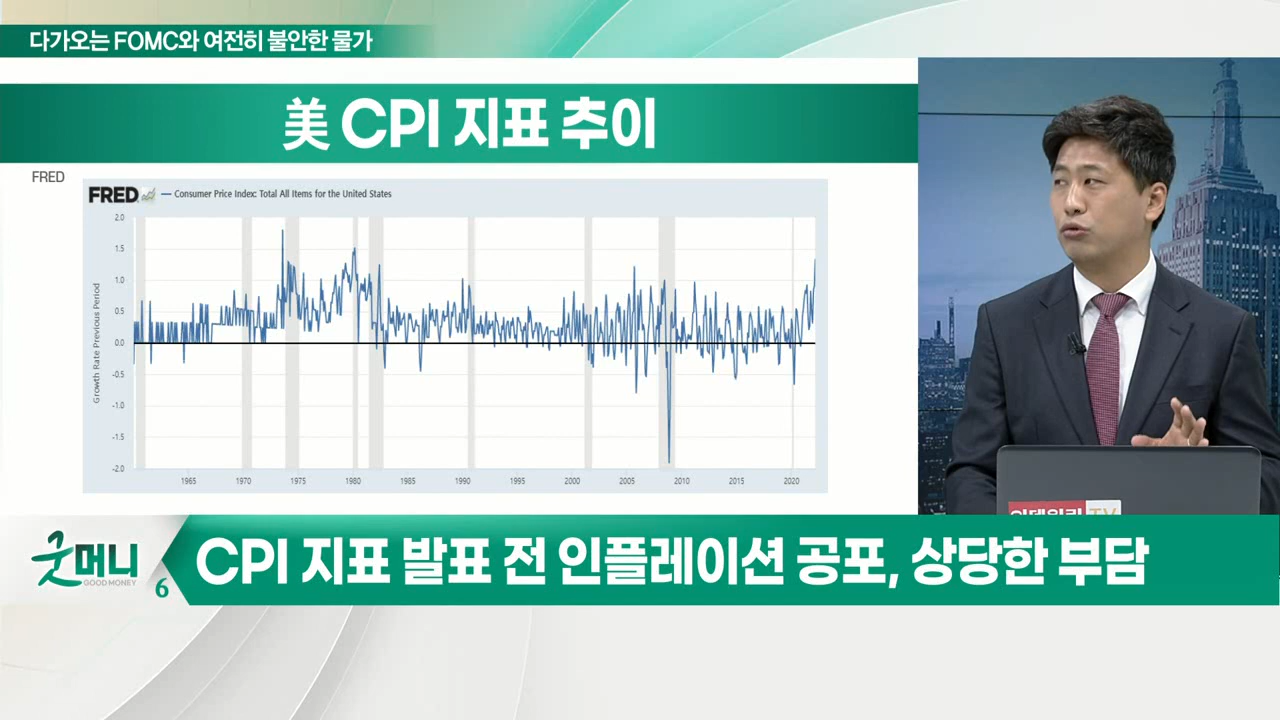 다가오는 FOMC와 여전히 불안한 물가
美 CPI 지표 추이
FRED
FRED
Consumer Price Index: Total All Items for the United States
Growth Rate Previous Period
2.0
1.5
1.0
0.5
0.0
-0.5
-1.0
-1.5
-2.0
1965 1970 1975 1980 1985 1990 1995 2000 2005 2010 2015 2020
TV
굿머니
GOOD MONEY
6
CPI 지표 발표 전 인플레이션 공포, 상당한 부담